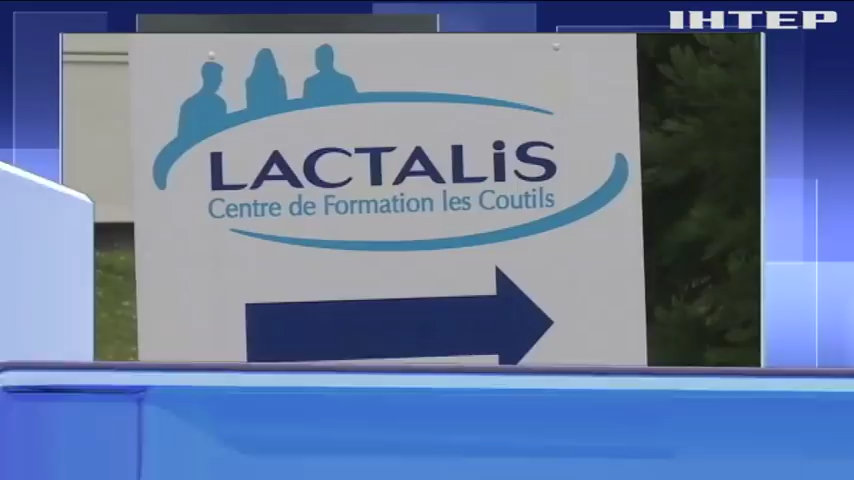 ІНТЕР
LACTALiS
Centre de Formation les Coutils